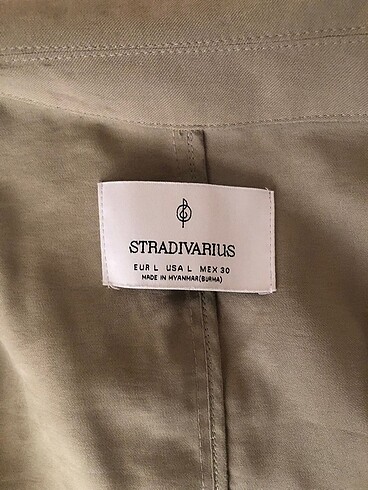 STRADIVARIUS
EUR L USA L MEX 30
MADE IN MYANMAR(BURMA)